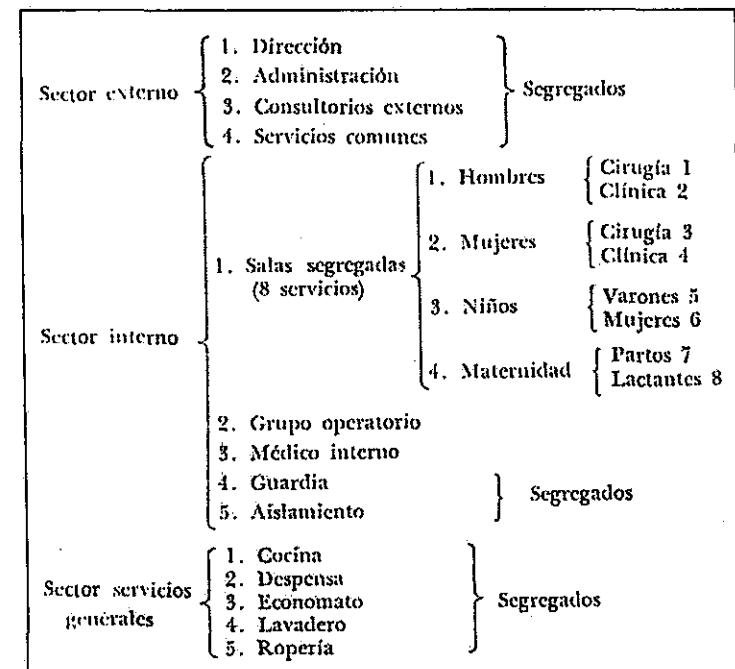 Sector externo
1. Dirección
2. Administración
3. Consultorios externos
4. Servicios comunes
Segregados
Sector interno
1. Salas segregadas
(8 servicios)
1. Hombres
Cirugía 1
Clínica 2
2. Mujeres
Cirugía 3
Clínica 4
3. Niños
Varones 5
Mujeres 6
4. Maternidad
Partos 7
Lactantes 8
2. Grupo operatorio
3. Médico interno
4. Guardia
5. Aislamiento
Segregados
Sector servicios
generales
1. Cocina
2. Despensa
3. Economato
4. Lavadero
5. Ropería
Segregados